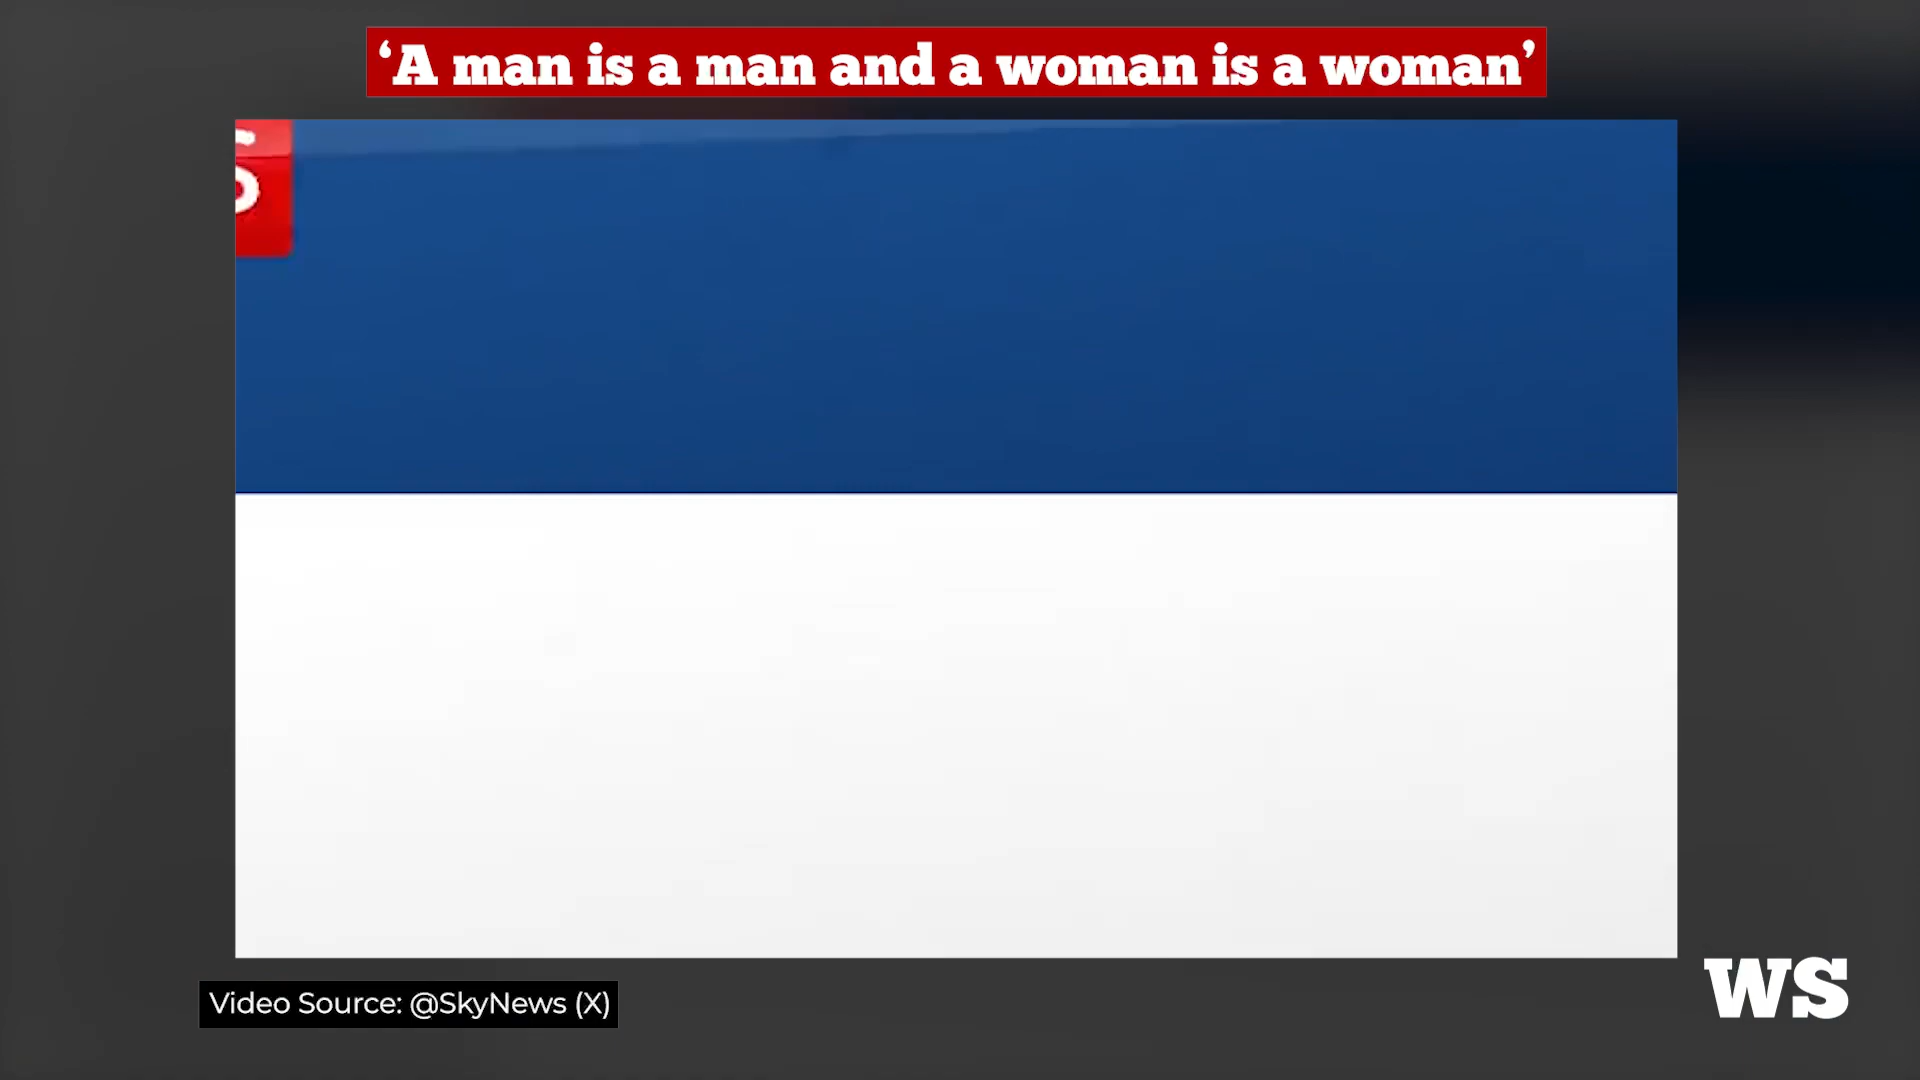 ‘A man is a man and a woman is a woman’
S
Video Source: @SkyNews (X)
WS